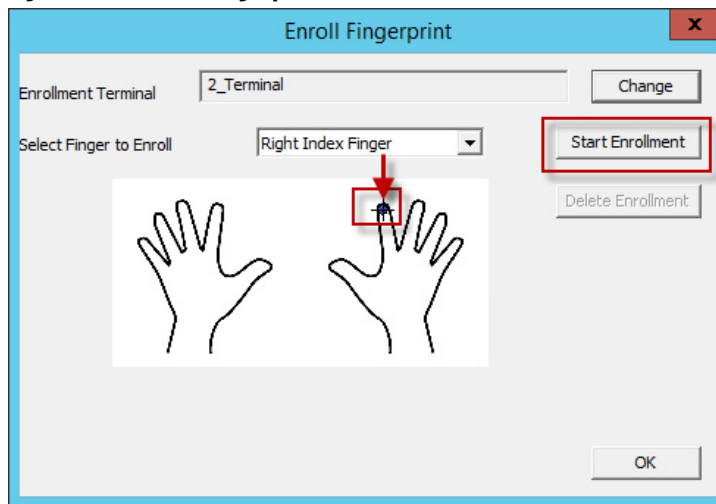 Enroll Fingerprint
x
Enrollment Terminal 2_Terminal Change
Select Finger to Enroll Right Index Finger Start Enrollment
Delete Enrollment
OK